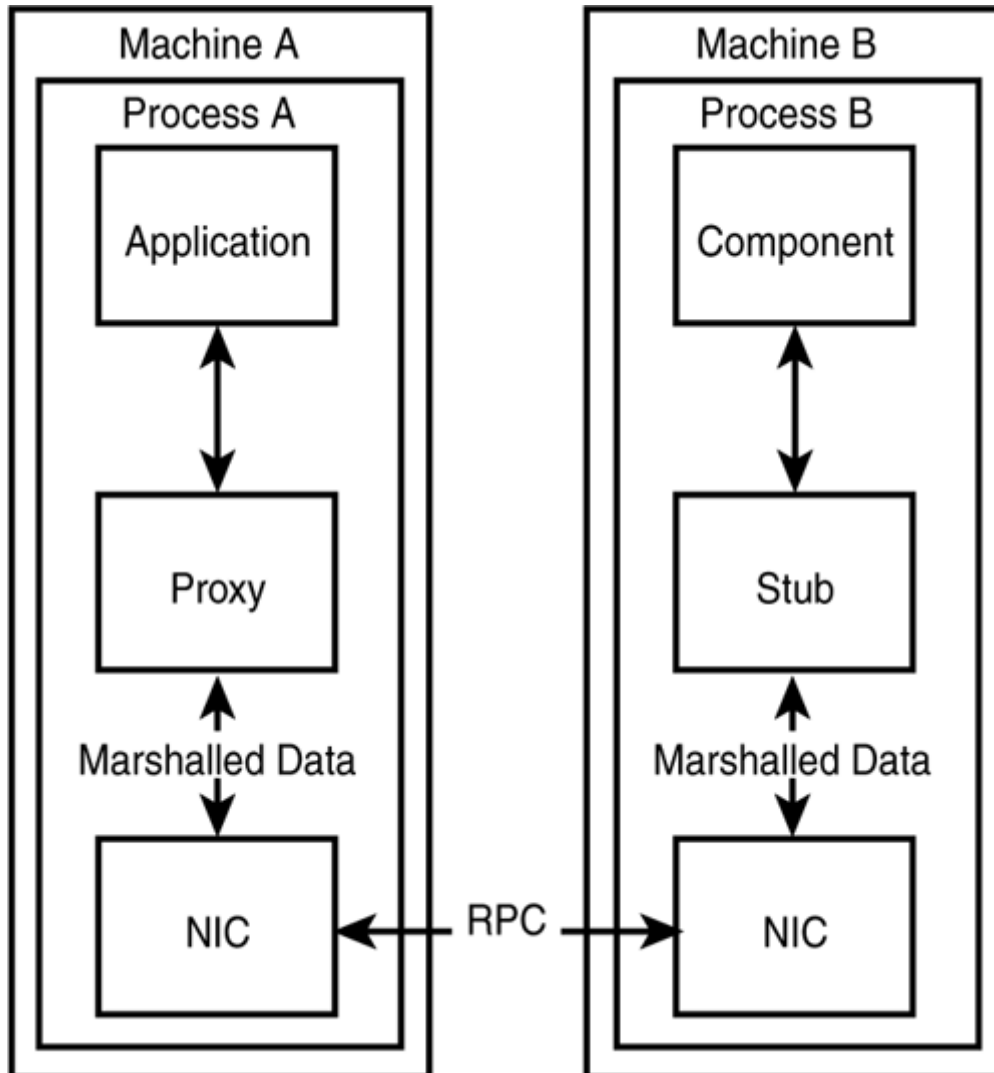 Machine A
Process A
Application
Proxy
Marshalled Data
NIC
RPC
Machine B
Process B
Component
Stub
Marshalled Data
NIC